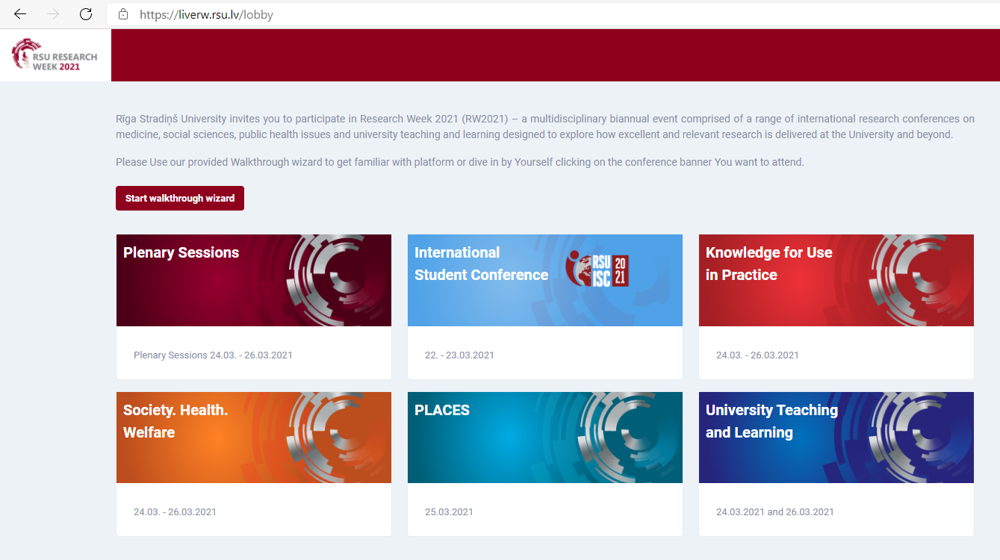 https://liverw.rsu.lv/lobby
RSU RESEARCH
WEEK 2021
Rīga Stradiņš University invites you to participate in Research Week 2021 (RW2021) – a multidisciplinary biannual event comprised of a range of international research conferences on
medicine, social sciences, public health issues and university teaching and learning designed to explore how excellent and relevant research is delivered at the University and beyond.
Please Use our provided Walkthrough wizard to get familiar with platform or dive in by Yourself clicking on the conference banner You want to attend.
Start walkthrough wizard
Plenary Sessions
Plenary Sessions 24.03. - 26.03.2021
International
Student Conference
RSU 20
ISC 21
22. - 23.03.2021
Knowledge for Use
in Practice
24.03. - 26.03.2021
Society. Health.
Welfare
24.03. - 26.03.2021
PLACES
25.03.2021
University Teaching
and Learning
24.03.2021 and 26.03.2021